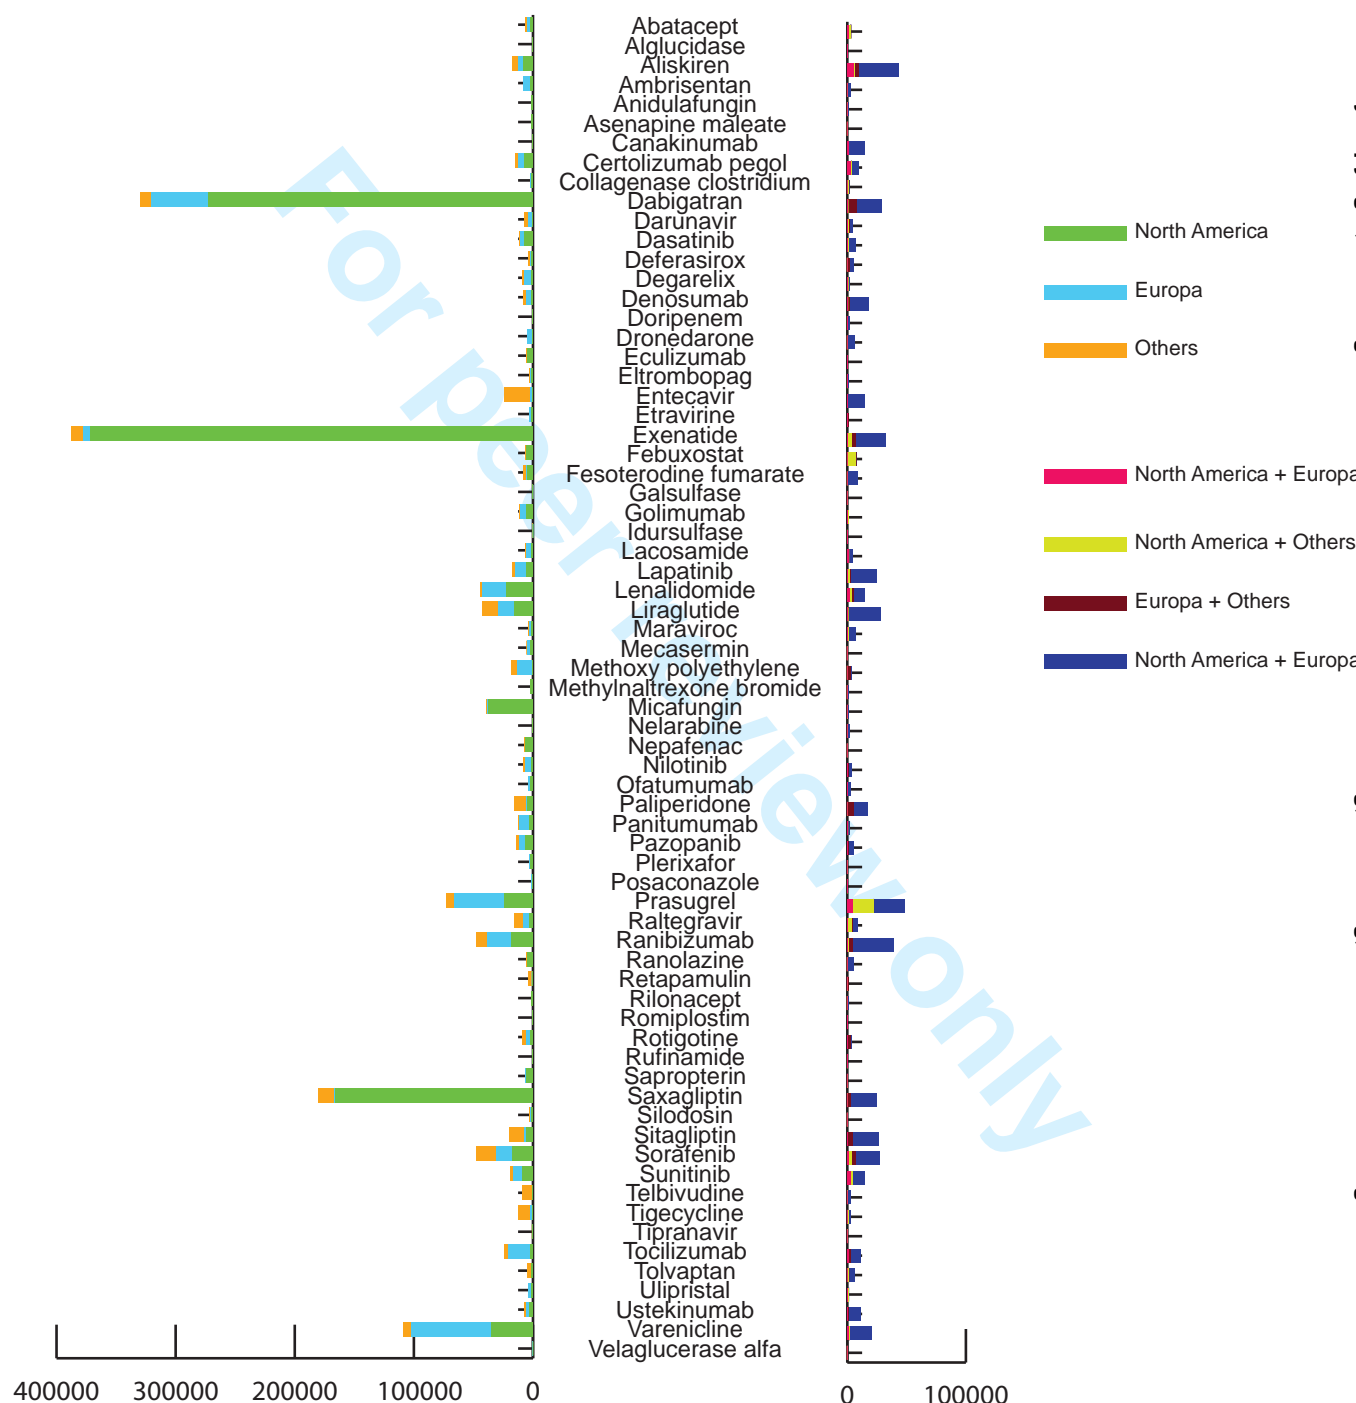 Abatacept
Alglucidase
Aliskiren
Ambrisentan
Anidulafungin
Asenapine maleate
Canakinumab
Certolizumab pegol
Collagenase clostridium
Dabigatran
Darunavir
Dasatinib
Deferasirox
Degarelix
Denosumab
Doripenem
Dronedarone
Eculizumab
Eltrombopag
Entecavir
Etravirine
Exenatide
Febuxostat
Fesoterodine fumarate
Galsulfase
Golimumab
Idursulfase
Lacosamide
Lapatinib
Lenalidomide
Liraglutide
Maraviroc
Mecasermin
Methoxy polyethylene
Methylnaltrexone bromide
Micafungin
Nelarabine
Nepafenac
Nilotinib
Ofatumumab
Paliperidone
Panitumumab
Pazopanib
Plerixafor
Posaconazole
Prasugrel
Raltegravir
Ranibizumab
Ranolazine
Retapamulin
Rilonacept
Romiplostim
Rotigotine
Rufinamide
Sapropterin
Saxagliptin
Silodosin
Sitagliptin
Sorafenib
Sunitinib
Telbivudine
Tigecycline
Tipranavir
Tocilizumab
Tolvaptan
Ulipristal
Ustekinumab
Varenicline
Velaglucerase alfa
400000 300000 200000 100000 0
0 100000
North America
Europa
Others
North America + Europa
North America + Others
Europa + Others
North America + Europa
For peer review only